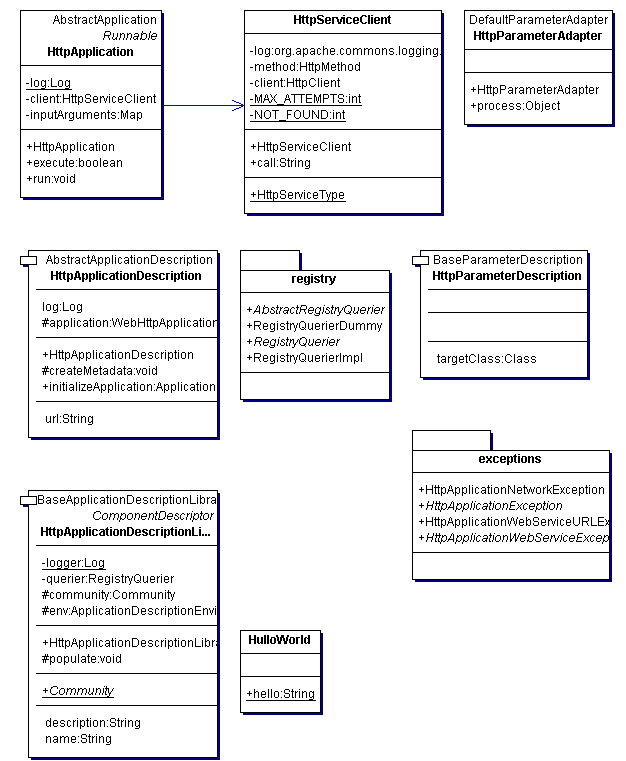 AbstractApplication
Runnable
HttpApplication
-log:Log
-client:HttpServiceClient
-inputArguments:Map
+HttpApplication
+execute:boolean
+run:void
HttpServiceClient
-log:org.apache.commons.logging.
-method:HttpMethod
-client:HttpClient
-MAX_ATTEMPTS:int
-NOT_FOUND:int
+HttpServiceClient
+call:String
+HttpServiceType
DefaultParameterAdapter
HttpParameterAdapter
+HttpParameterAdapter
+process:Object
AbstractApplicationDescription
HttpApplicationDescription
log:Log
#application:WebHttpApplication
+HttpApplicationDescription
#createMetadata:void
+initializeApplication:Application
url:String
registry
+AbstractRegistryQuerier
+RegistryQuerierDummy
+RegistryQuerier
+RegistryQuerierImpl
BaseParameterDescription
HttpParameterDescription
targetClass:Class
exceptions
+HttpApplicationNetworkException
+HttpApplicationException
+HttpApplicationWebServiceURLEx
+HttpApplicationWebServiceExcep
BaseApplicationDescriptionLibra
ComponentDescriptor
HttpApplicationDescriptionLi...
-logger:Log
-querier:RegistryQuerier
#community:Community
#env:ApplicationDescriptionEnvi
+HttpApplicationDescriptionLibra
#populate:void
+Community
description:String
name:String
HulloWorld
+hello:String